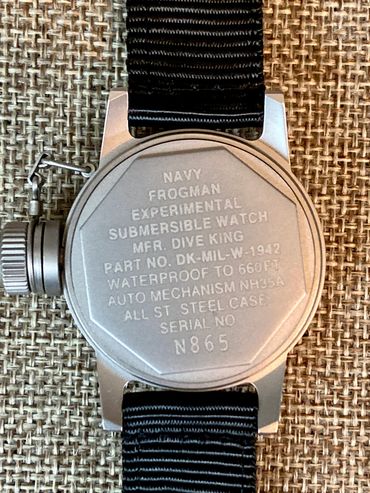 NAVY
FROGMAN
EXPERIMENTAL
SUBMERSIBLE WATCH
MFR. DIVE KING
PART NO. DK-MIL-W-1942
WATERPROOF TO 660FT
AUTO MECHANISM NH35A
ALL ST. STEEL CASE
SERIAL NO
N865